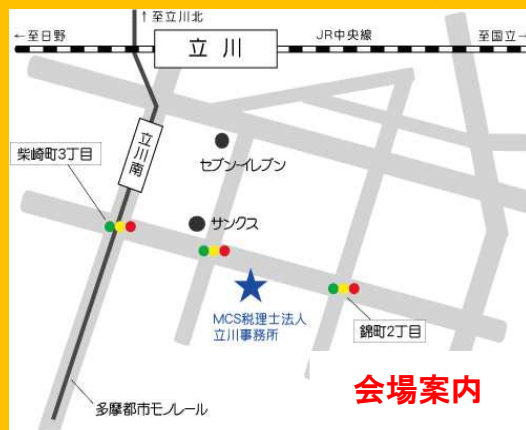 ↑至立川北
←至日野
立川
JR中央線
至国立→
柴崎町3丁目
立川南
セブン-イレブン
サンクス
MCS税理士法人
立川事務所
錦町2丁目
多摩都市モノレール
会場案内